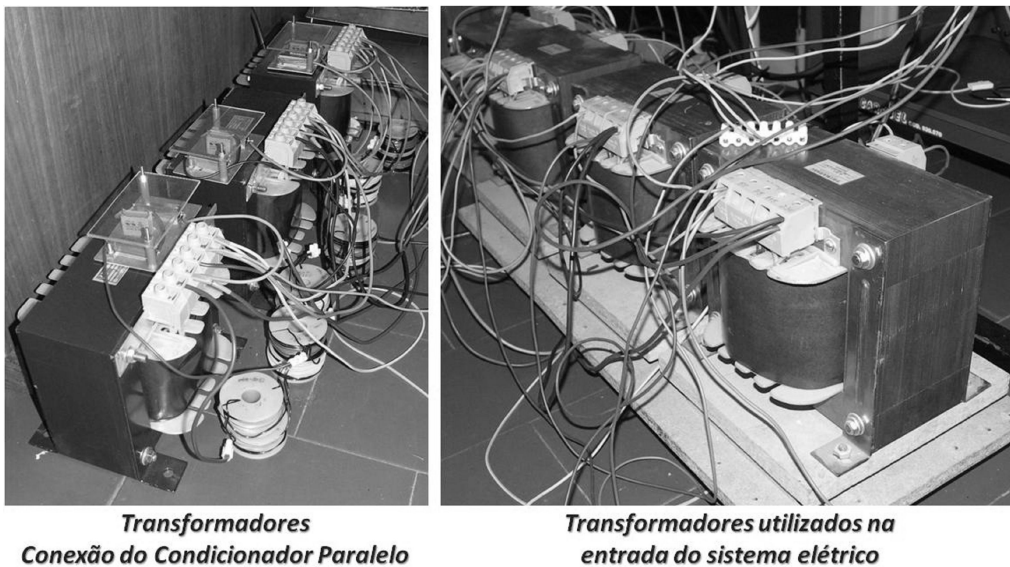 Transformadores
Conexão do Condicionador Paralelo
Transformadores utilizados na
entrada do sistema elétrico